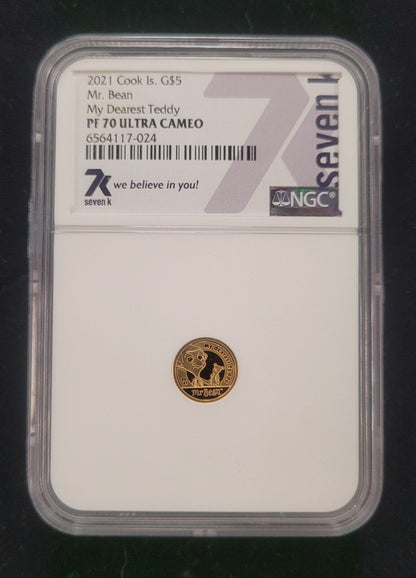 2021 Cook Is. G$5
Mr. Bean
My Dearest Teddy
PF 70 ULTRA CAMEO
6564117-024
7k
seven k
we believe in you!
7k
seven k
NGC®
Mr Bean